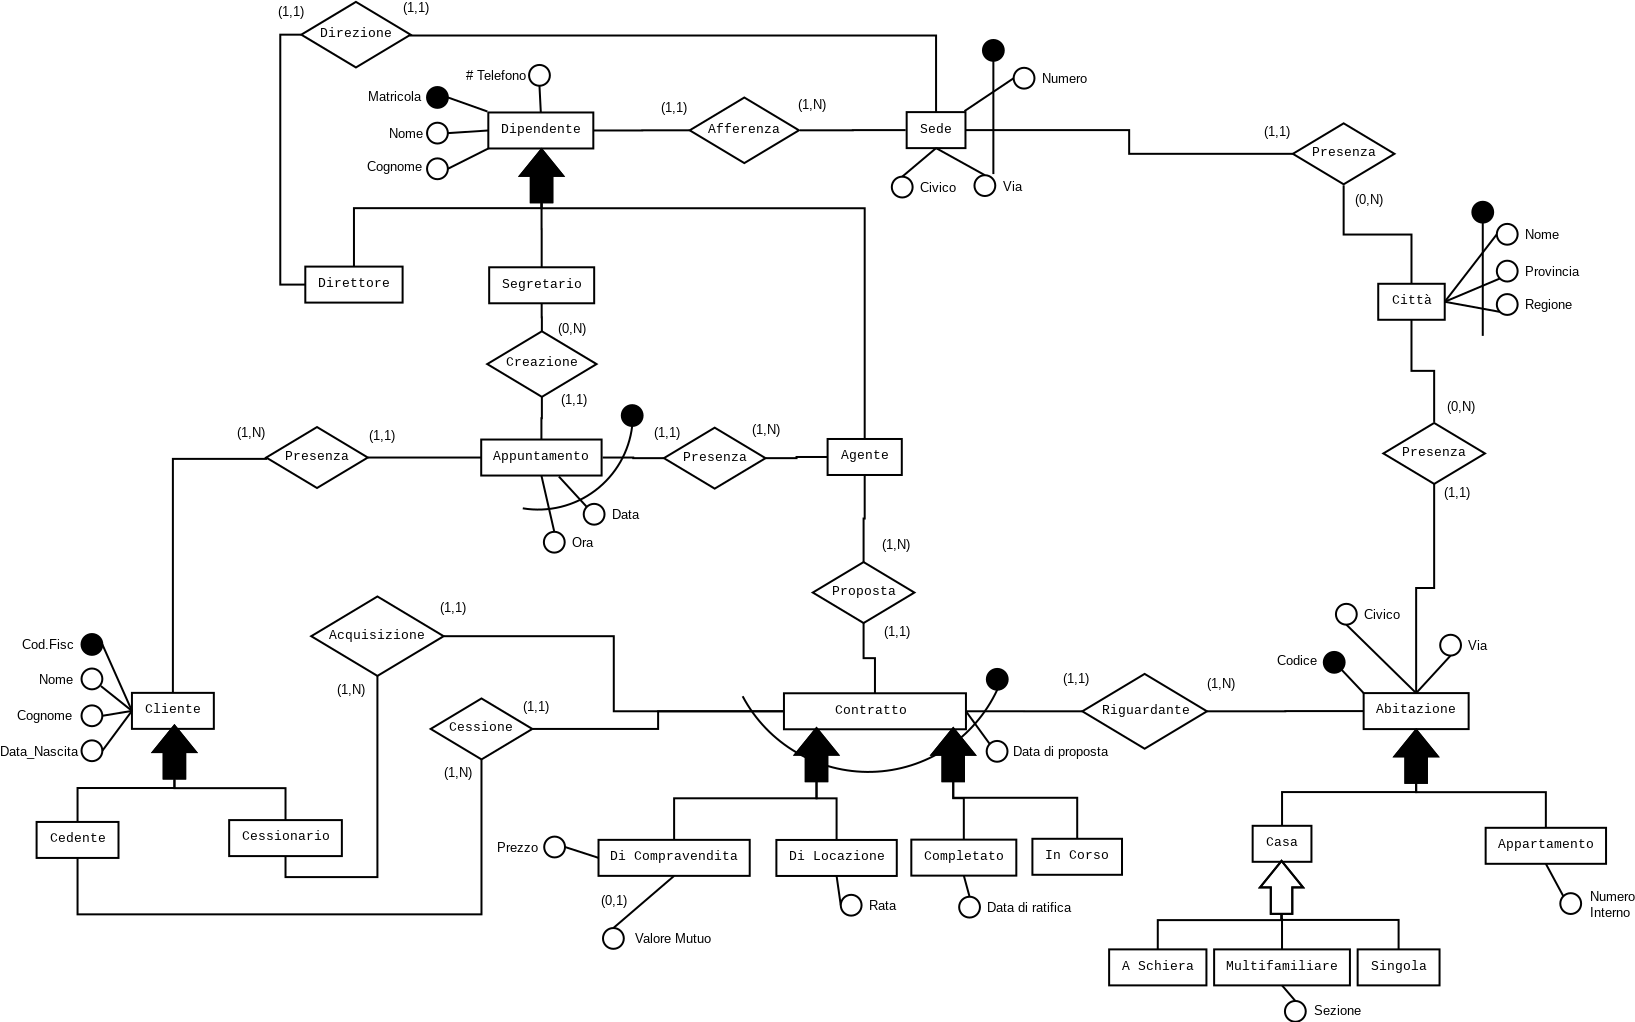 (1,1)
(1,1)
Direzione
# Telefono
Numero
Matricola
(1,1)
(1,N)
Nome
Dipendente
Afferenza
Sede
(1,1)
Presenza
Cognome
Civico
Via
(0,N)
Nome
Provincia
Regione
Direttore
Segretario
Città
(0,N)
Creazione
(1,1)
(0,N)
(1,N)
(1,1)
(1,1)
(1,N)
Presenza
Appuntamento
Presenza
Agente
Presenza
(1,1)
Data
Ora
(1,N)
Proposta
(1,1)
(1,1)
Acquisizione
Civico
Cod.Fisc
Via
Codice
Nome
(1,N)
(1,1)
(1,N)
Cognome
Cliente
(1,1)
Contratto
Riguardante
Abitazione
Cessione
Data_Nascita
Data di proposta
(1,N)
Cedente
Cessionario
Prezzo
Di Compravendita
Di Locazione
Completato
In Corso
Casa
Appartamento
(0,1)
Rata
Data di ratifica
Numero
Interno
Valore Mutuo
A Schiera
Multifamiliare
Singola
Sezione